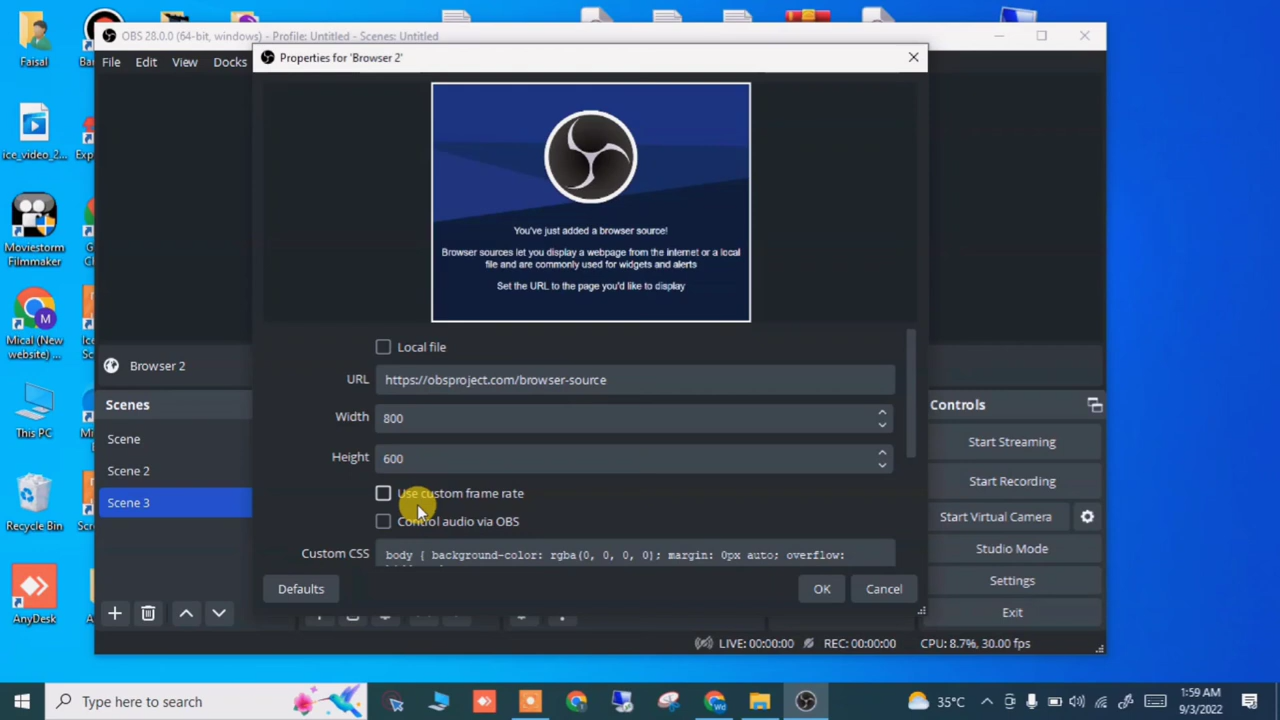 Faisal
Ba
OBS 28.0.0 (64-bit, windows) - Profile: Untitled - Scenes: Untitled
File Edit View Docks
Properties for 'Browser 2'
You've just added a browser source!
Browser sources let you display a webpage from the internet or a local
file and are commonly used for widgets and alerts
Set the URL to the page you'd like to display
ice_video_2...
Exp
Moviestorm
Filmmaker
G
C
Mical (New
website) ...
Ice
Sc
This PC
M
Recycle Bin
Se
AnyDesk
Browser 2
Scenes
Scene
Scene 2
Scene 3
Local file
URL https://obsproject.com/browser-source
Width 800
Height 600
Use custom frame rate
Control audio via OBS
Custom CSS body { background-color: rgba(0, 0, 0, 0); margin: 0px auto; overflow:
Defaults OK Cancel
Controls
Start Streaming
Start Recording
Start Virtual Camera
Studio Mode
Settings
Exit
LIVE: 00:00:00 REC: 00:00:00 CPU: 8.7%, 30.00 fps
Type here to search
35°C
1:59 AM
9/3/2022